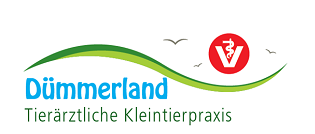 V
Dümmerland
Tierärztliche Kleintierpraxis